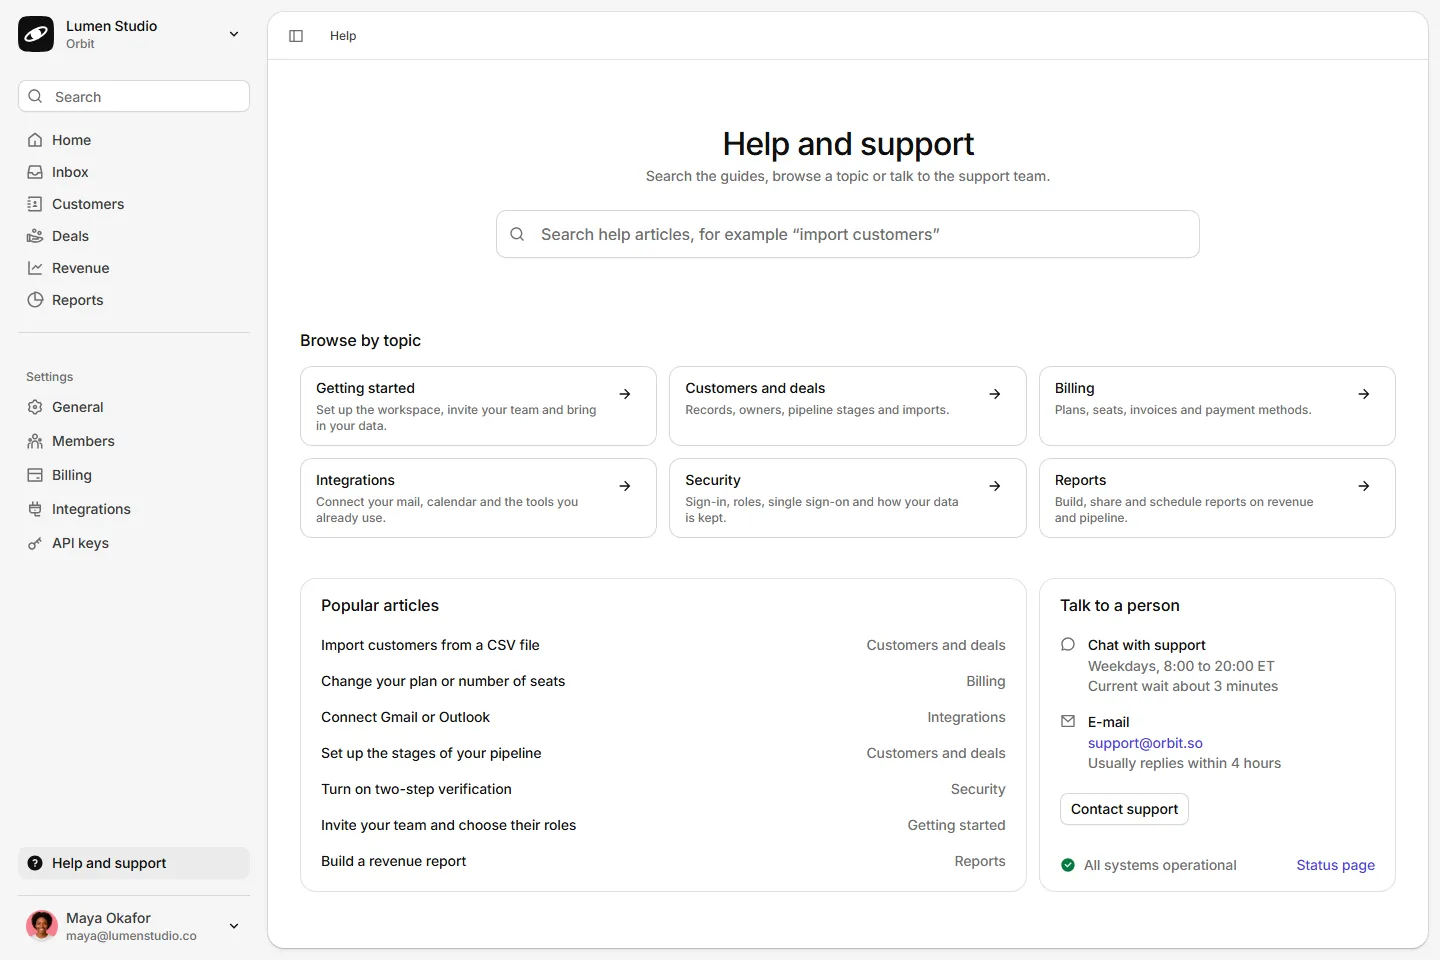 Lumen Studio
Orbit
Search
Home
Inbox
Customers
Deals
Revenue
Reports
Settings
General
Members
Billing
Integrations
API keys
Help and support
Maya Okafor
maya@lumenstudio.co
Help
Help and support
Search the guides, browse a topic or talk to the support team.
Search help articles, for example “import customers”
Browse by topic
Getting started
Set up the workspace, invite your team and bring
in your data.
Customers and deals
Records, owners, pipeline stages and imports.
Billing
Plans, seats, invoices and payment methods.
Integrations
Connect your mail, calendar and the tools you
already use.
Security
Sign-in, roles, single sign-on and how your data
is kept.
Reports
Build, share and schedule reports on revenue
and pipeline.
Popular articles
Import customers from a CSV file Customers and deals
Change your plan or number of seats Billing
Connect Gmail or Outlook Integrations
Set up the stages of your pipeline Customers and deals
Turn on two-step verification Security
Invite your team and choose their roles Getting started
Build a revenue report Reports
Talk to a person
Chat with support
Weekdays, 8:00 to 20:00 ET
Current wait about 3 minutes
E-mail
support@orbit.so
Usually replies within 4 hours
Contact support
All systems operational Status page